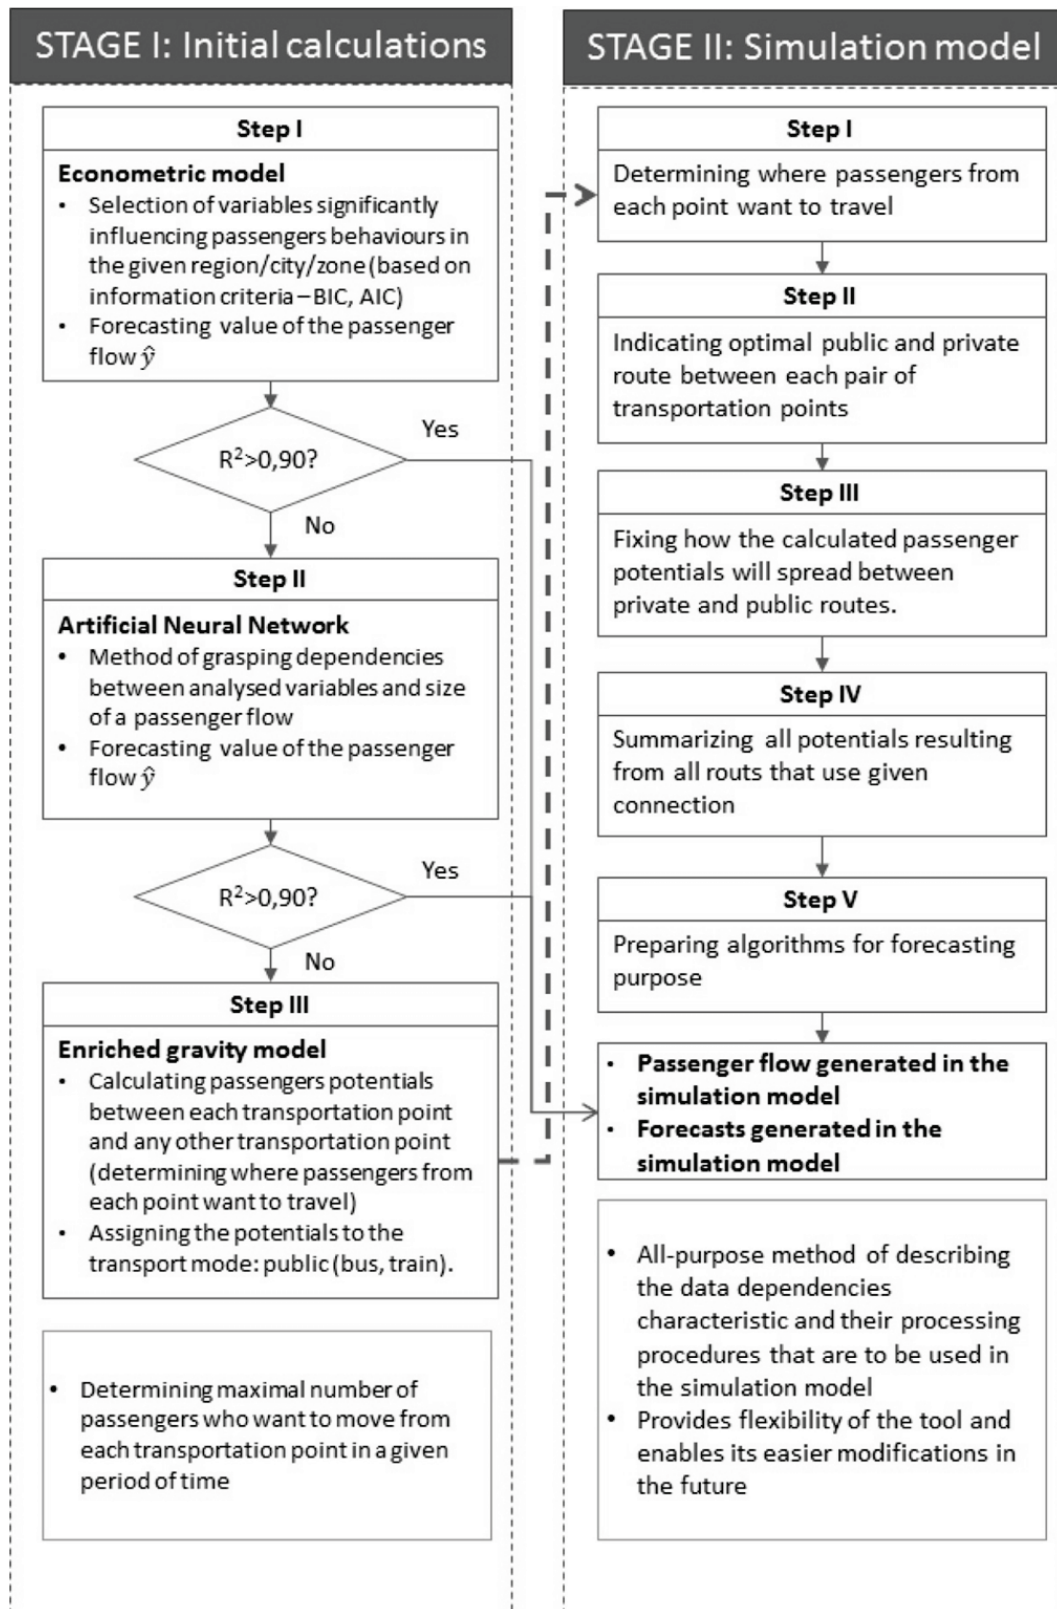 STAGE I: Initial calculations
Step I
Econometric model
• Selection of variables significantly
influencing passengers behaviours in
the given region/city/zone (based on
information criteria – BIC, AIC)
• Forecasting value of the passenger
flow ŷ
R²>0,90?
Yes
No
Step II
Artificial Neural Network
• Method of grasping dependencies
between analysed variables and size
of a passenger flow
• Forecasting value of the passenger
flow ŷ
R²>0,90?
Yes
No
Step III
Enriched gravity model
• Calculating passengers potentials
between each transportation point
and any other transportation point
(determining where passengers from
each point want to travel)
• Assigning the potentials to the
transport mode: public (bus, train).
• Determining maximal number of
passengers who want to move from
each transportation point in a given
period of time
STAGE II: Simulation model
Step I
Determining where passengers from
each point want to travel
Step II
Indicating optimal public and private
route between each pair of
transportation points
Step III
Fixing how the calculated passenger
potentials will spread between
private and public routes.
Step IV
Summarizing all potentials resulting
from all routs that use given
connection
Step V
Preparing algorithms for forecasting
purpose
• Passenger flow generated in the
simulation model
• Forecasts generated in the
simulation model
• All-purpose method of describing
the data dependencies
characteristic and their processing
procedures that are to be used in
the simulation model
• Provides flexibility of the tool and
enables its easier modifications in
the future